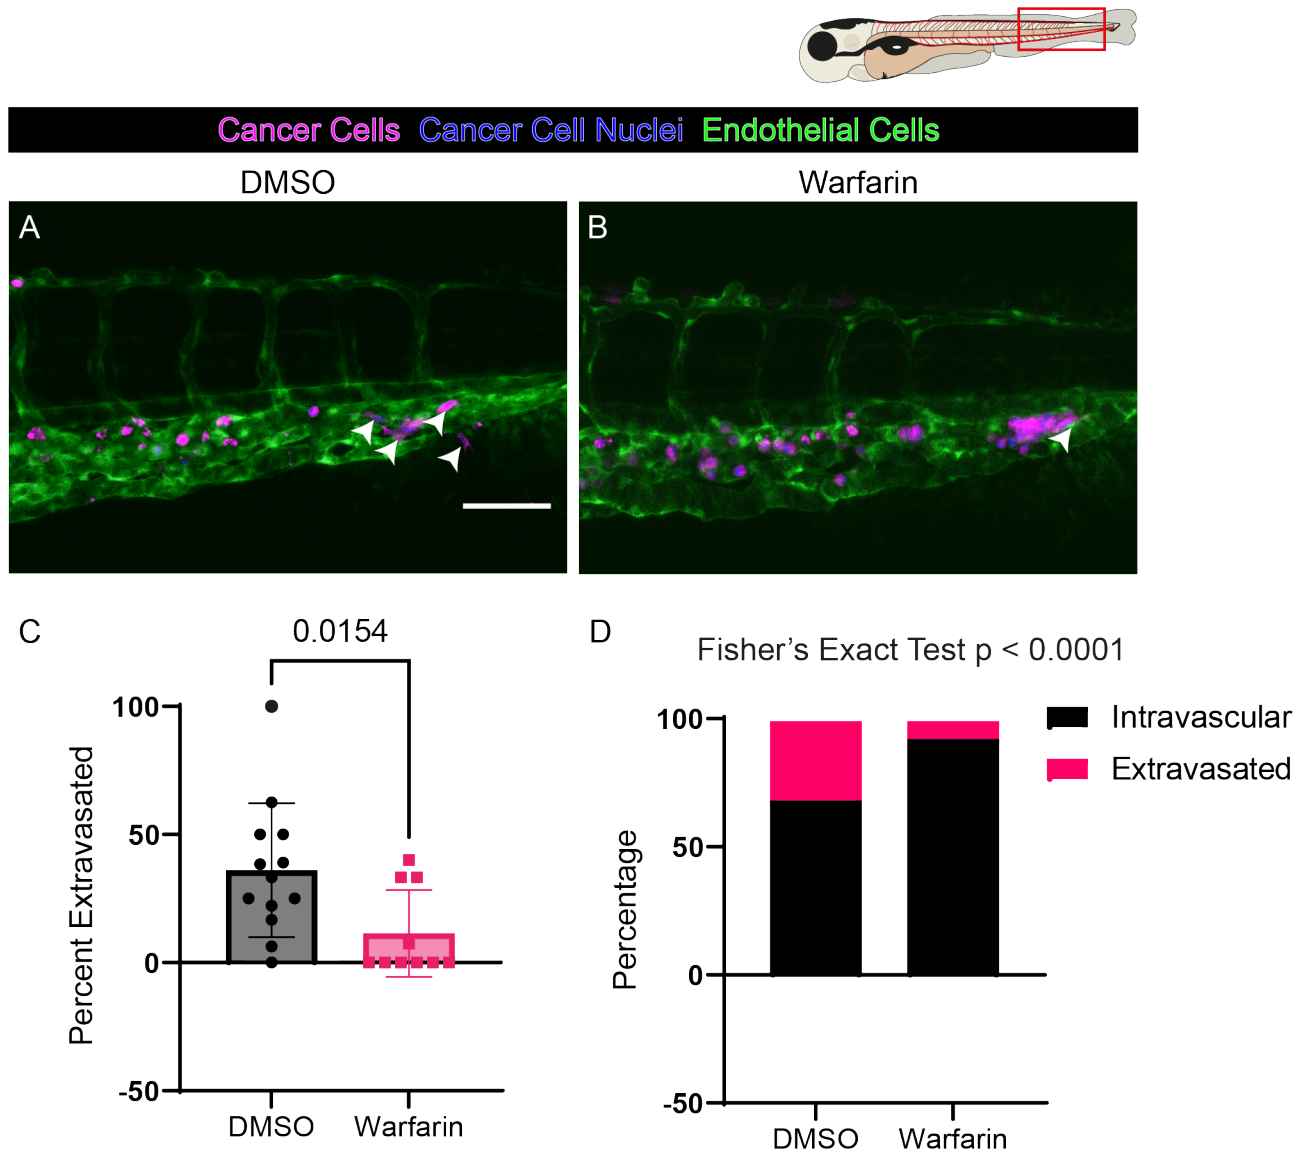 Cancer Cells Cancer Cell Nuclei Endothelial Cells
DMSO
Warfarin
A
B
C
0.0154
Percent Extravasated
100
50
0
-50
DMSO
Warfarin
D
Fisher’s Exact Test p < 0.0001
Intravascular
Extravasated
Percentage
100
50
0
-50
DMSO
Warfarin